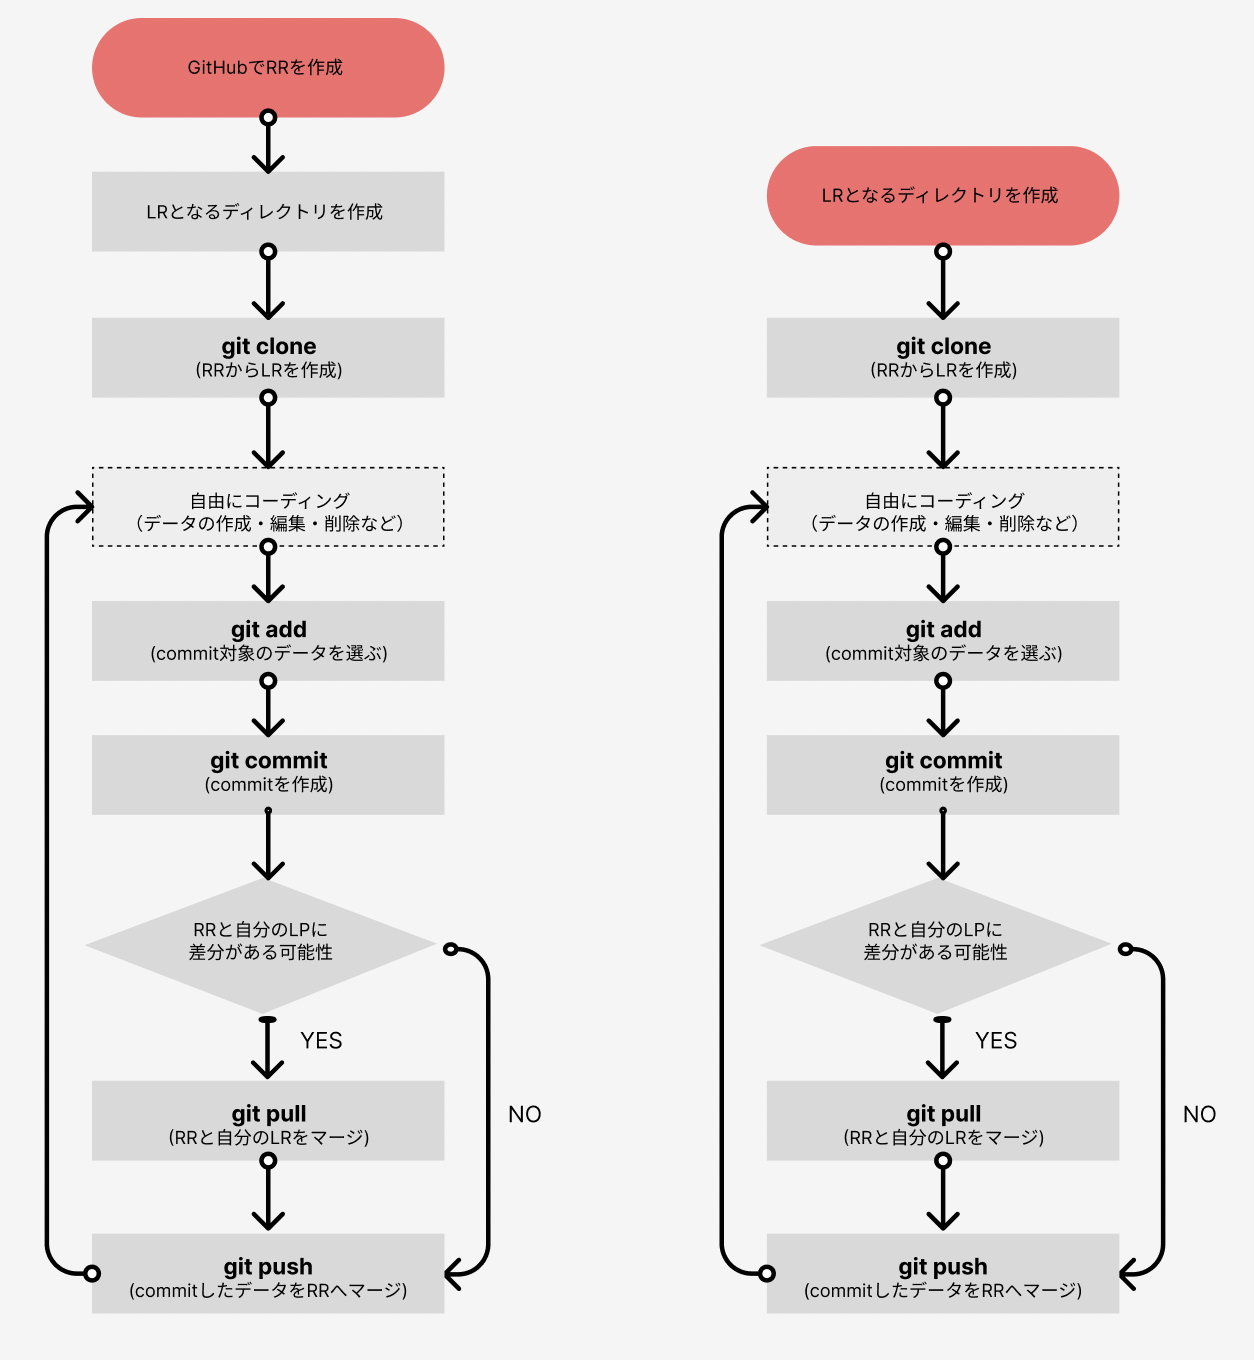 GitHubでRRを作成
LRとなるディレクトリを作成
git clone
(RRからLRを作成)
自由にコーディング
（データの作成・編集・削除など）
git add
(commit対象のデータを選ぶ)
git commit
(commitを作成)
RRと自分のLPに
差分がある可能性
YES
NO
git pull
(RRと自分のLRをマージ)
git push
(commitしたデータをRRへマージ)
LRとなるディレクトリを作成
git clone
(RRからLRを作成)
自由にコーディング
（データの作成・編集・削除など）
git add
(commit対象のデータを選ぶ)
git commit
(commitを作成)
RRと自分のLPに
差分がある可能性
YES
NO
git pull
(RRと自分のLRをマージ)
git push
(commitしたデータをRRへマージ)